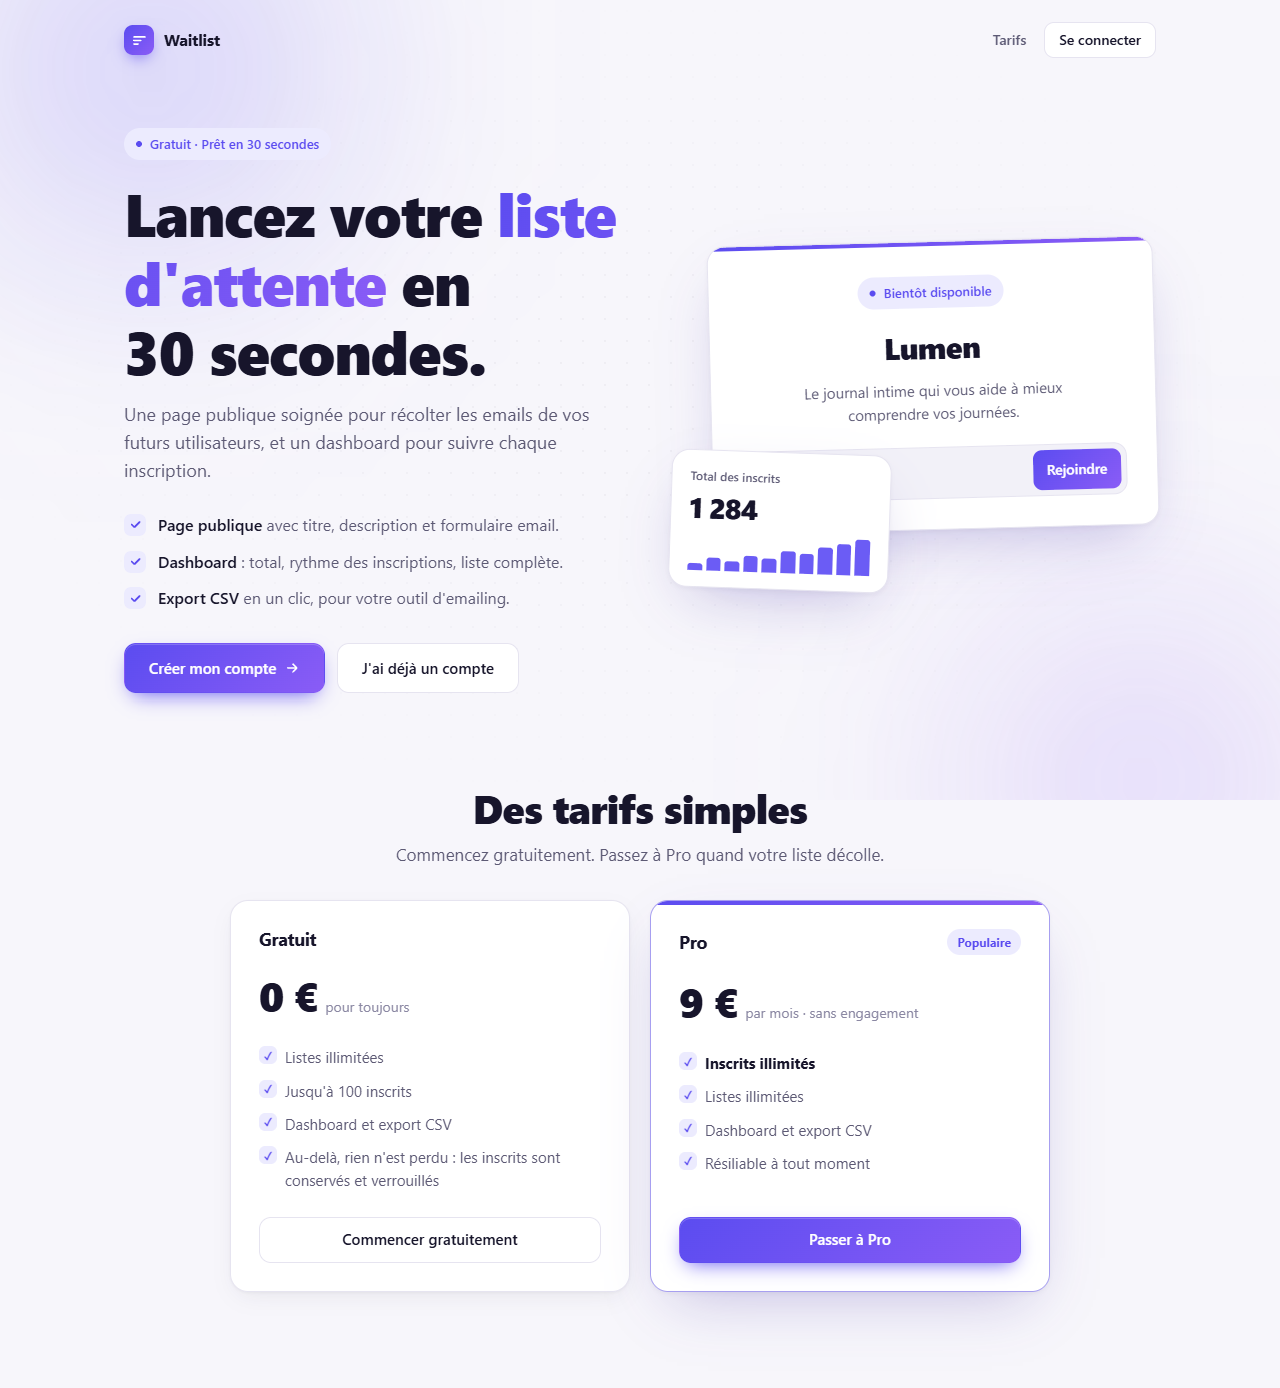 Waitlist
Tarifs
Se connecter
Gratuit · Prêt en 30 secondes
Lancez votre liste
d'attente en
30 secondes.
Une page publique soignée pour récolter les emails de vos
futurs utilisateurs, et un dashboard pour suivre chaque
inscription.
Page publique avec titre, description et formulaire email.
Dashboard : total, rythme des inscriptions, liste complète.
Export CSV en un clic, pour votre outil d'emailing.
Créer mon compte →
J'ai déjà un compte
Bientôt disponible
Lumen
Le journal intime qui vous aide à mieux
comprendre vos journées.
Rejoindre
Total des inscrits
1 284
Des tarifs simples
Commencez gratuitement. Passez à Pro quand votre liste décolle.
Gratuit
0 € pour toujours
Listes illimitées
Jusqu'à 100 inscrits
Dashboard et export CSV
Au-delà, rien n'est perdu : les inscrits sont
conservés et verrouillés
Commencer gratuitement
Pro
Populaire
9 € par mois · sans engagement
Inscrits illimités
Listes illimitées
Dashboard et export CSV
Résiliable à tout moment
Passer à Pro